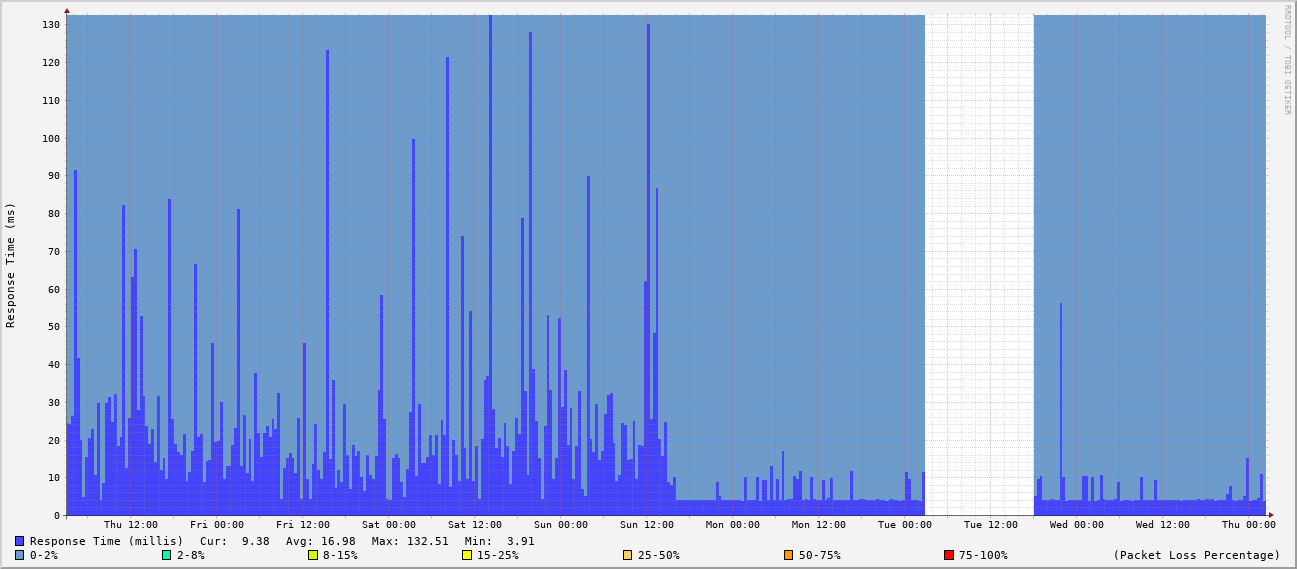 RRDTOOL / TOBI OETIKER
Response Time (ms)
130
120
110
100
90
80
70
60
50
40
30
20
10
0
Thu 12:00 Fri 00:00 Fri 12:00 Sat 00:00 Sat 12:00 Sun 00:00 Sun 12:00 Mon 00:00 Mon 12:00 Tue 00:00 Tue 12:00 Wed 00:00 Wed 12:00 Thu 00:00
Response Time (millis) Cur: 9.38 Avg: 16.98 Max: 132.51 Min: 3.91
0-2% 2-8% 8-15% 15-25% 25-50% 50-75% 75-100% (Packet Loss Percentage)